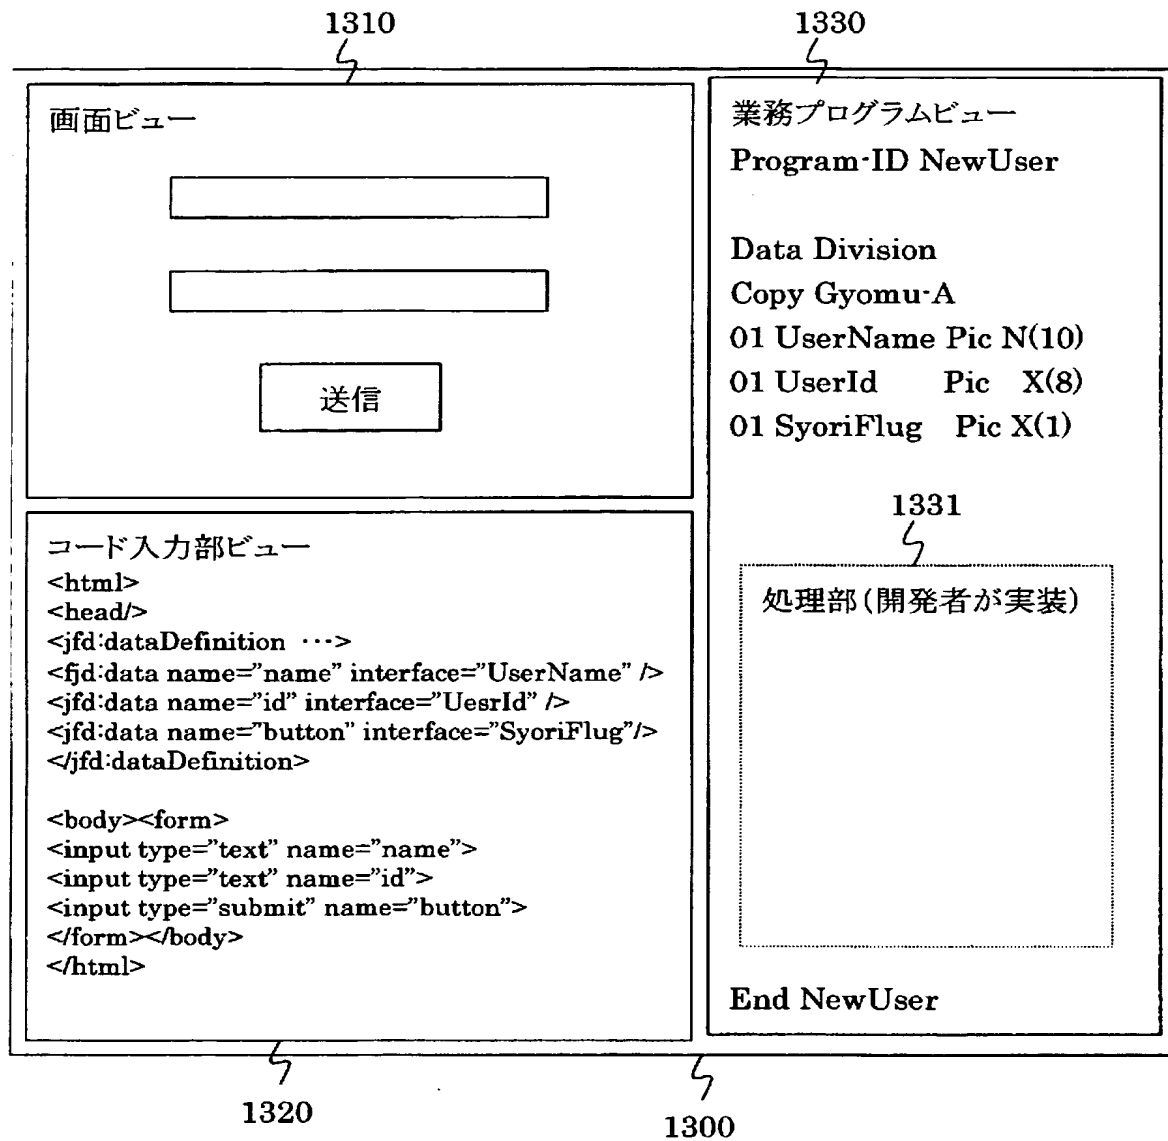 1310
1330
画面ビュー
送信
業務プログラムビュー
Program-ID NewUser
Data Division
Copy Gyomu-A
01 UserName Pic N(10)
01 UserId Pic X(8)
01 SyoriFlug Pic X(1)
1331
処理部(開発者が実装)
End NewUser
コード入力部ビュー
<html>
<head/>
<jfd:dataDefinition ···>
<fjd:data name="name" interface="UserName" />
<jfd:data name="id" interface="UesrId" />
<jfd:data name="button" interface="SyoriFlug"/>
</jfd:dataDefinition>
<body><form>
<input type="text" name="name">
<input type="text" name="id">
<input type="submit" name="button">
</form></body>
</html>
1320
1300